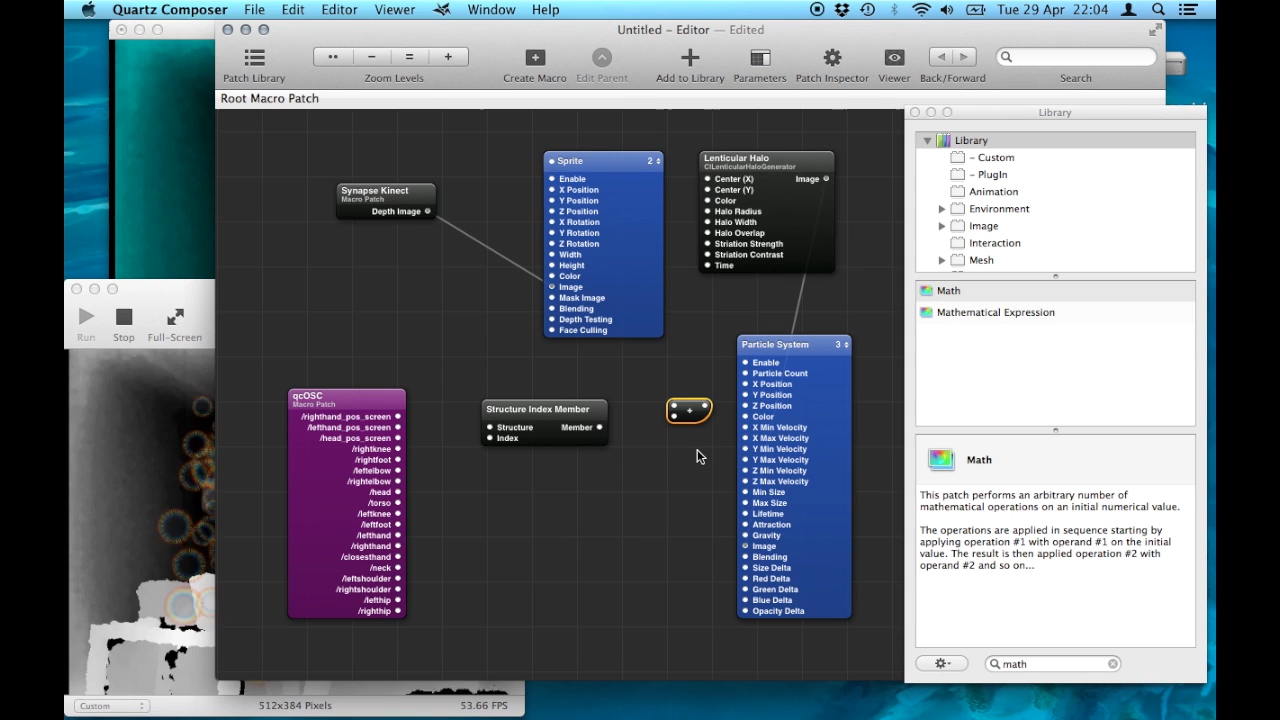 Quartz Composer File Edit Editor Viewer Window Help Tue 29 Apr 22:04
Untitled – Editor — Edited
Patch Library Zoom Levels Create Macro Edit Parent Add to Library Parameters Patch Inspector Viewer Back/Forward Search
Root Macro Patch
Synapse Kinect
Macro Patch
Depth Image
Sprite 2
Enable
X Position
Y Position
Z Position
X Rotation
Y Rotation
Z Rotation
Width
Height
Color
Image
Mask Image
Blending
Depth Testing
Face Culling
Lenticular Halo
CILenticularHaloGenerator
Center (X) Image
Center (Y)
Color
Halo Radius
Halo Width
Halo Overlap
Striation Strength
Striation Contrast
Time
qcOSC
Macro Patch
/righthand_pos_screen
/lefthand_pos_screen
/head_pos_screen
/rightknee
/rightfoot
/leftelbow
/rightelbow
/head
/torso
/leftknee
/leftfoot
/lefthand
/righthand
/closesthand
/neck
/leftshoulder
/rightshoulder
/lefthip
/righthip
Structure Index Member
Structure Member
Index
+
Particle System 3
Enable
Particle Count
X Position
Y Position
Z Position
Color
X Min Velocity
X Max Velocity
Y Min Velocity
Y Max Velocity
Z Min Velocity
Z Max Velocity
Min Size
Max Size
Lifetime
Attraction
Gravity
Image
Blending
Size Delta
Red Delta
Green Delta
Blue Delta
Opacity Delta
Library
Library
– Custom
– PlugIn
Animation
Environment
Image
Interaction
Mesh
Math
Mathematical Expression
Math
This patch performs an arbitrary number of
mathematical operations on an initial numerical value.
The operations are applied in sequence starting by
applying operation #1 with operand #1 on the initial
value. The result is then applied operation #2 with
operand #2 and so on...
math
Run Stop Full-Screen
Custom 512x384 Pixels 53.66 FPS